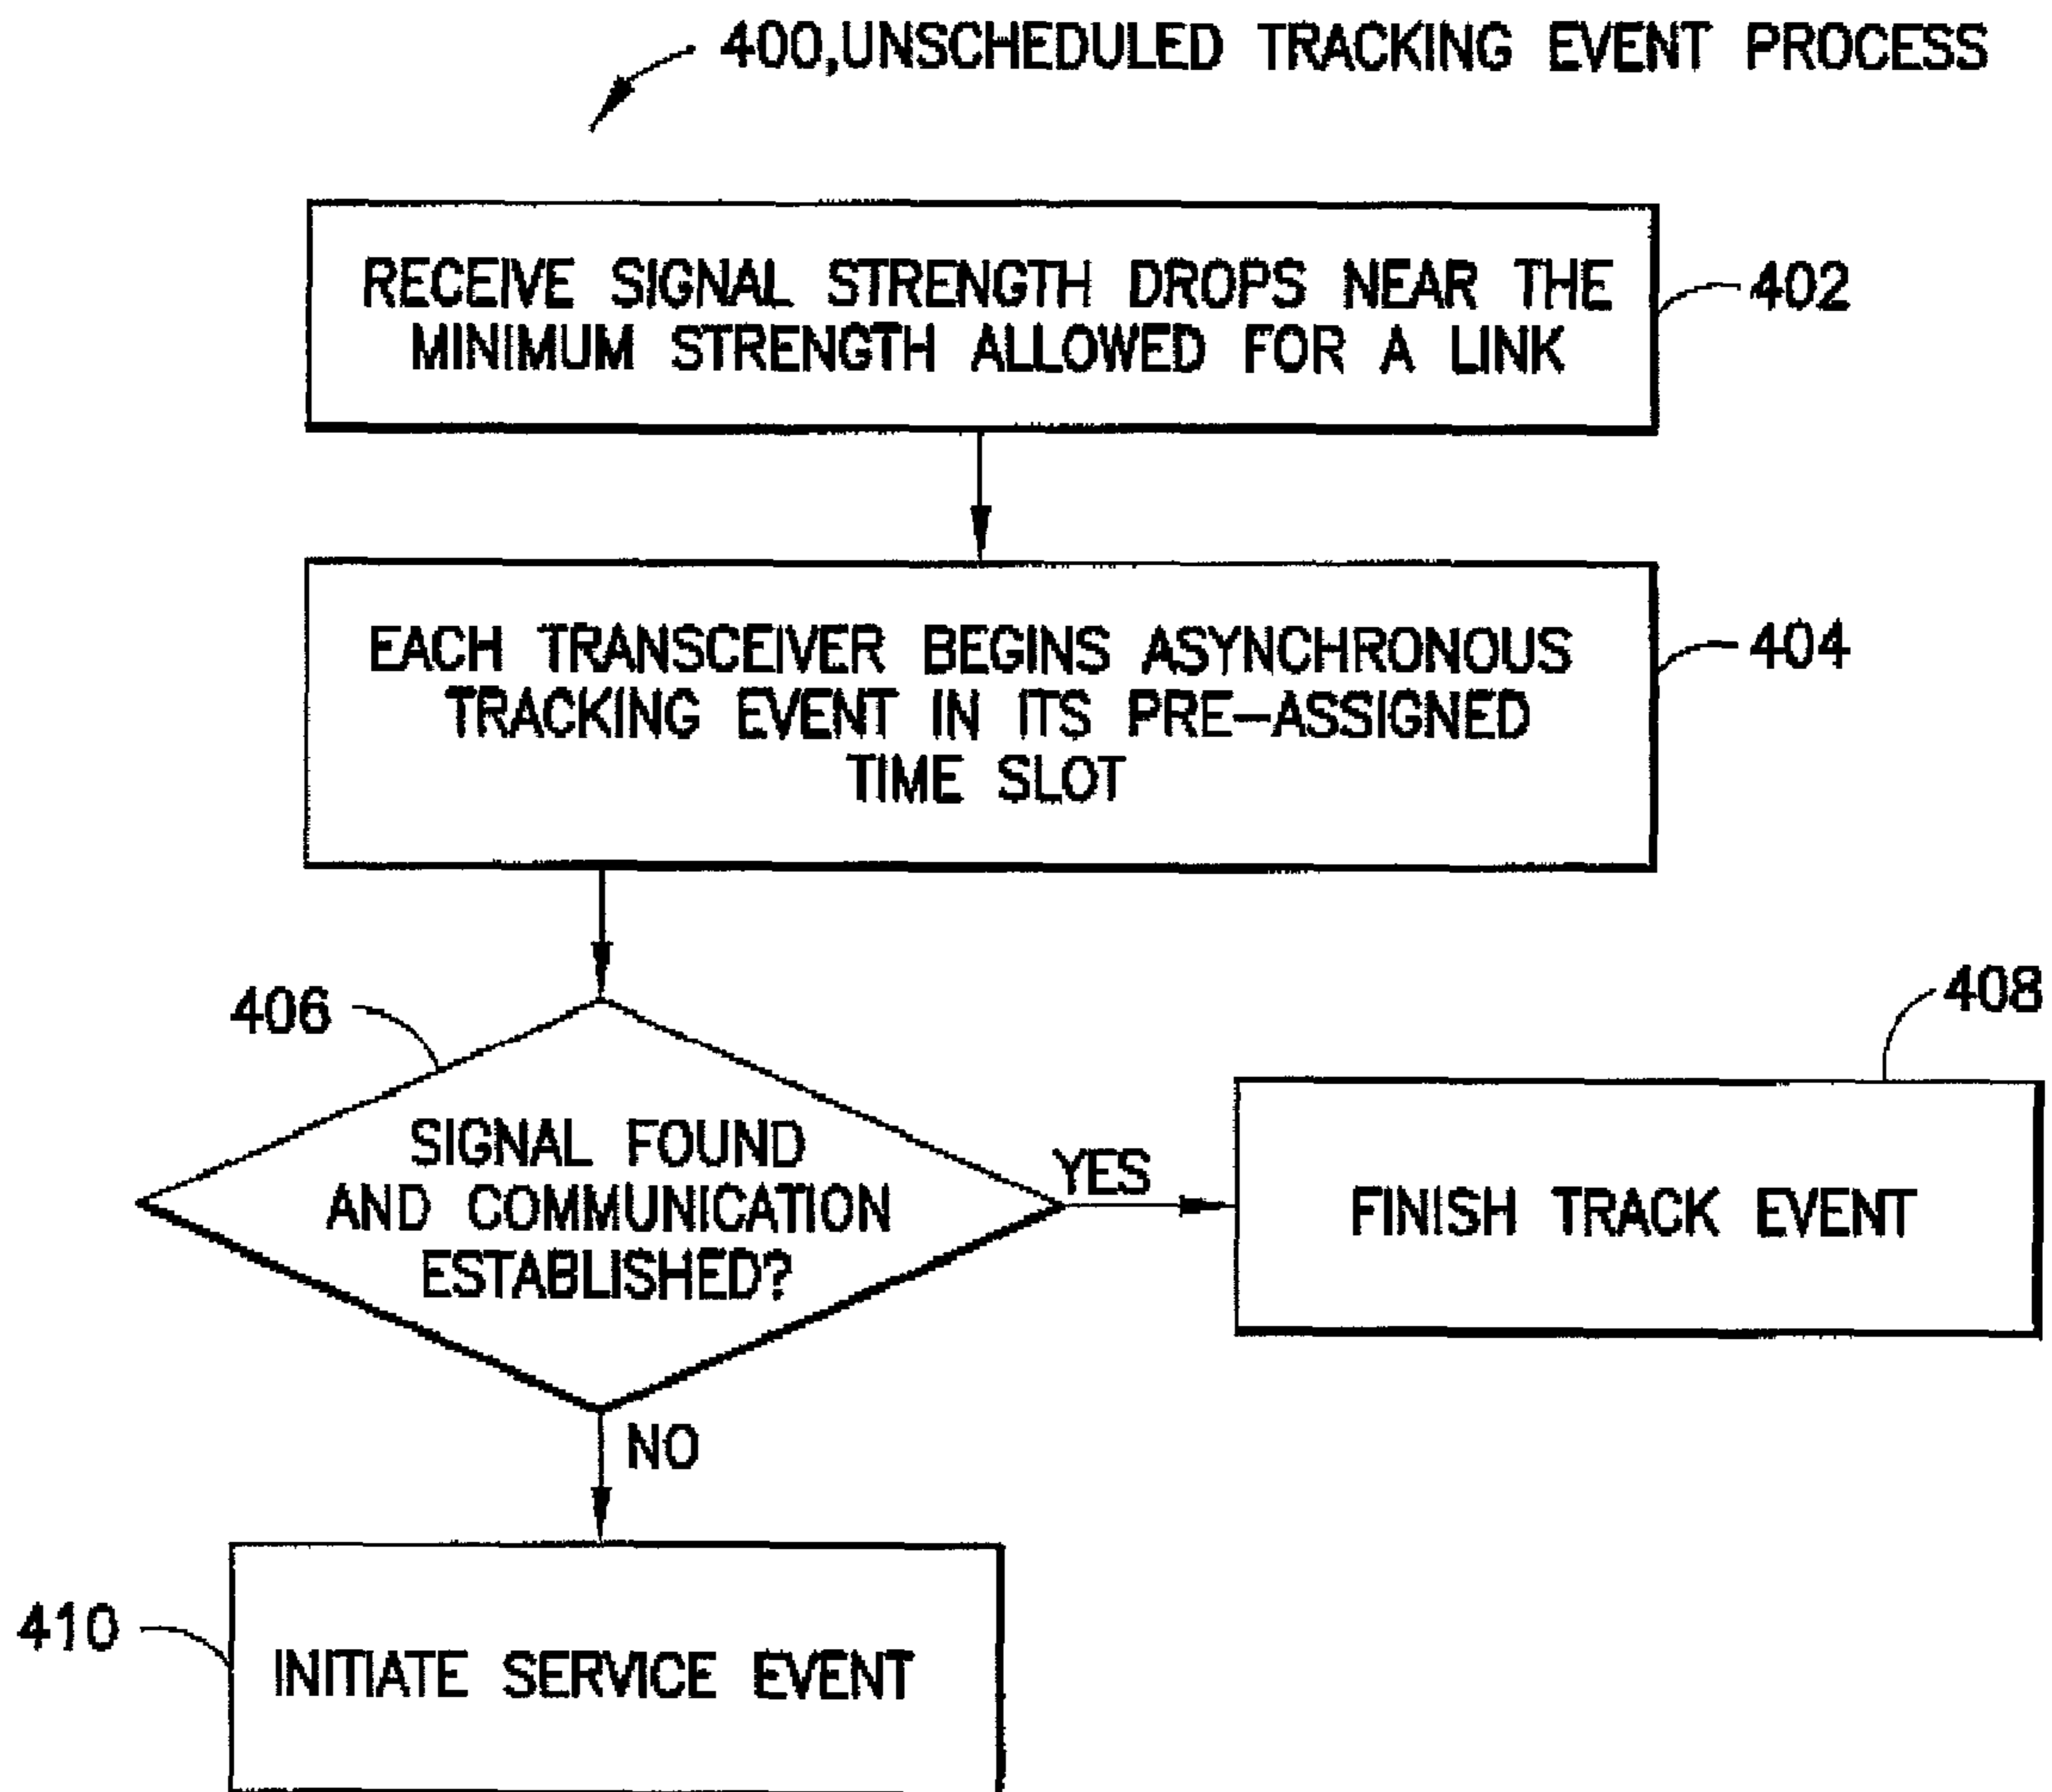 400,UNSCHEDULED TRACKING EVENT PROCESS
RECEIVE SIGNAL STRENGTH DROPS NEAR THE
MINIMUM STRENGTH ALLOWED FOR A LINK
402
EACH TRANSCEIVER BEGINS ASYNCHRONOUS
TRACKING EVENT IN ITS PRE-ASSIGNED
TIME SLOT
404
406
SIGNAL FOUND
AND COMMUNICATION
ESTABLISHED?
YES
408
FINISH TRACK EVENT
NO
410
INITIATE SERVICE EVENT